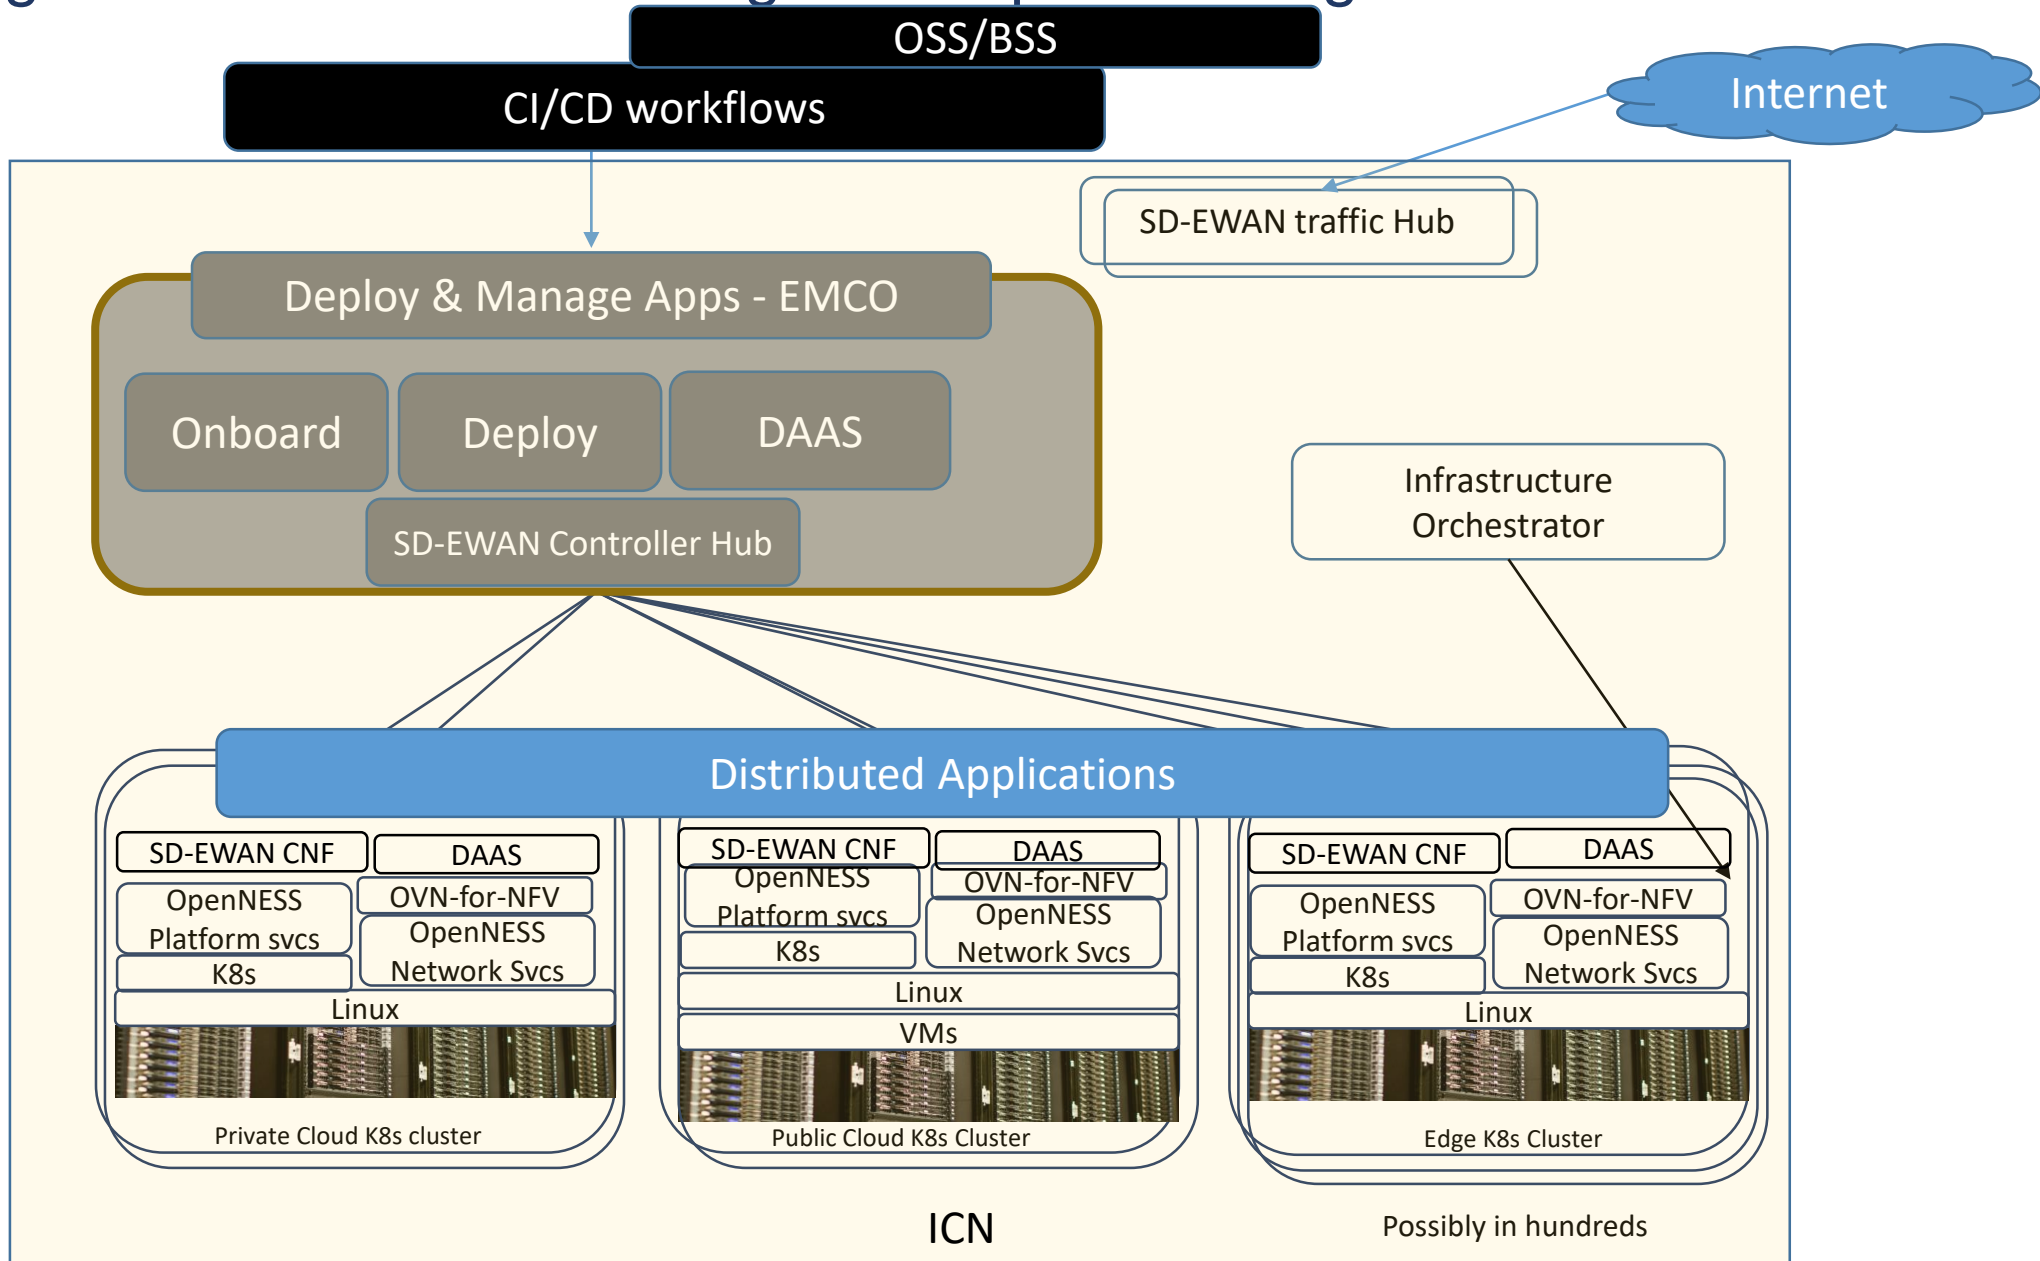 OSS/BSS
CI/CD workflows
Internet
SD-EWAN traffic Hub
Deploy & Manage Apps - EMCO
Onboard
Deploy
DAAS
SD-EWAN Controller Hub
Infrastructure
Orchestrator
Distributed Applications
SD-EWAN CNF
DAAS
OpenNESS
Platform svcs
OVN-for-NFV
OpenNESS
Network Svcs
K8s
Linux
Private Cloud K8s cluster
SD-EWAN CNF
DAAS
OpenNESS
Platform svcs
OVN-for-NFV
OpenNESS
Network Svcs
K8s
Linux
VMs
Public Cloud K8s Cluster
SD-EWAN CNF
DAAS
OpenNESS
Platform svcs
OVN-for-NFV
OpenNESS
Network Svcs
K8s
Linux
Edge K8s Cluster
ICN
Possibly in hundreds